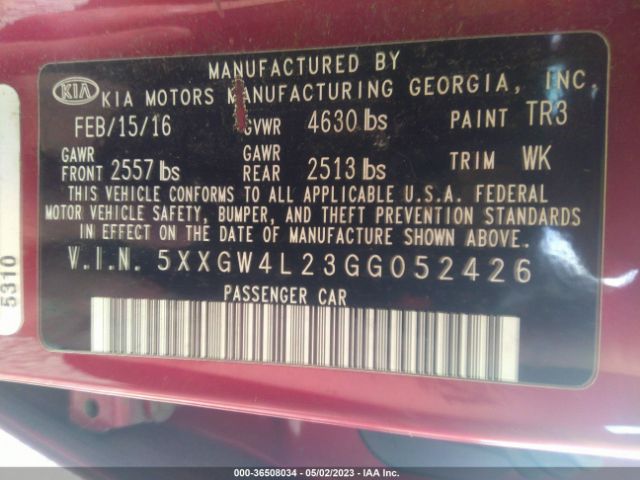 MANUFACTURED BY
KIA KIA MOTORS MANUFACTURING GEORGIA, INC.
FEB/15/16 GVWR 4630 lbs PAINT TR3
GAWR FRONT 2557 lbs GAWR REAR 2513 lbs TRIM WK
THIS VEHICLE CONFORMS TO ALL APPLICABLE U.S.A. FEDERAL
MOTOR VEHICLE SAFETY, BUMPER, AND THEFT PREVENTION STANDARDS
IN EFFECT ON THE DATE OF MANUFACTURE SHOWN ABOVE.
V.I.N. 5XXGW4L23GG052426
PASSENGER CAR
5310
000-36508034 - 05/02/2023 - IAA Inc.